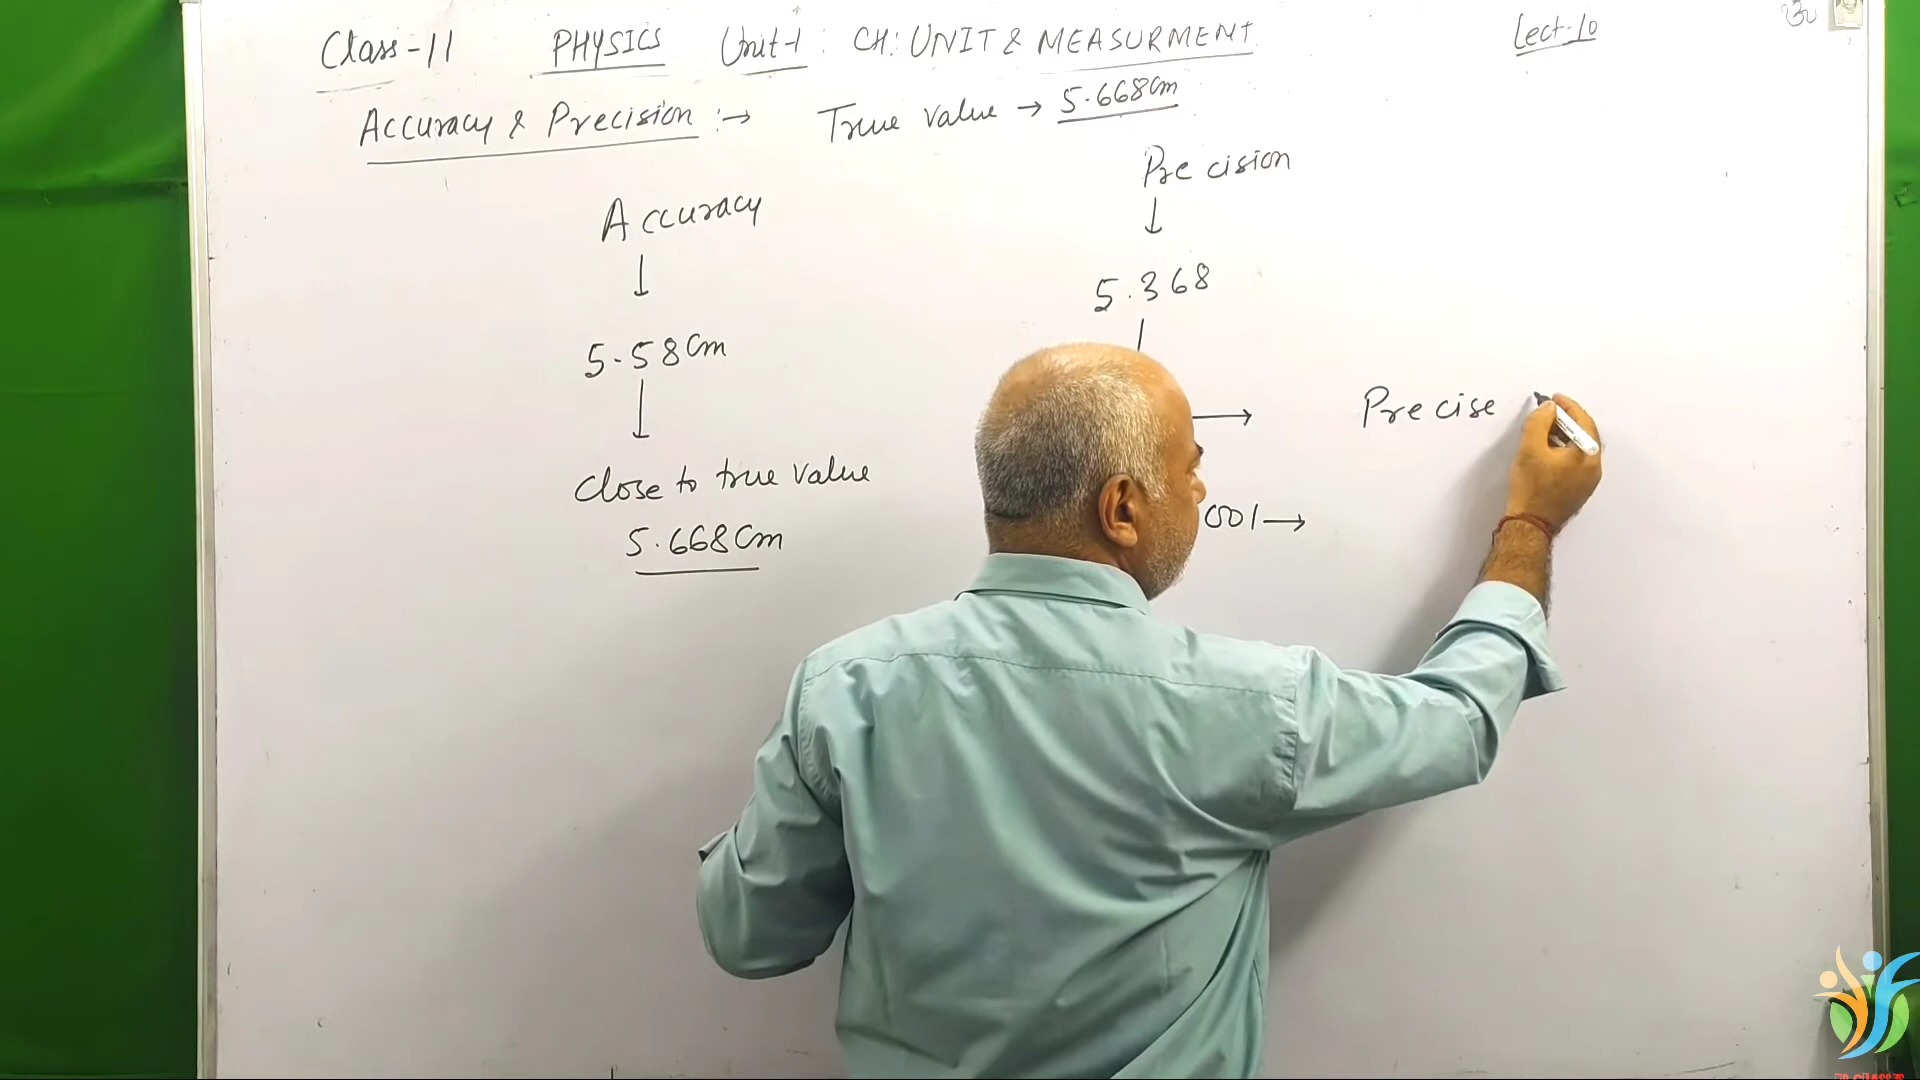 Class-11 PHYSICS Unit-1: CH: UNIT & MEASURMENT Lect-10
Accuracy & Precision :→ True value → 5.668cm
Accuracy
↓
5.58cm
↓
Close to true value
5.668cm
Precision
↓
5.368
→ Precise
001→